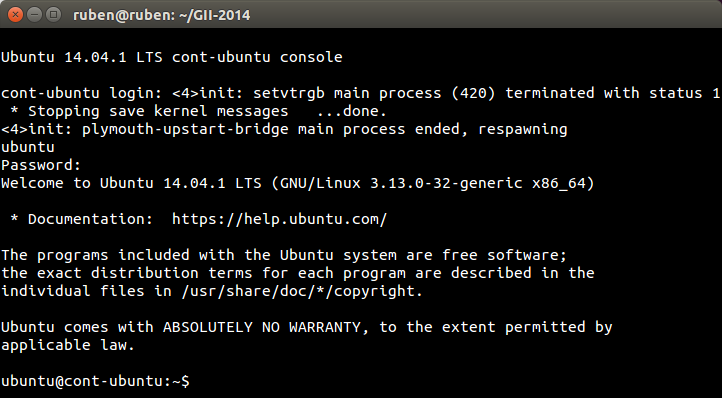 ruben@ruben: ~/GII-2014
Ubuntu 14.04.1 LTS cont-ubuntu console
cont-ubuntu login: <4>init: setvtrgb main process (420) terminated with status 1
 * Stopping save kernel messages   ...done.
<4>init: plymouth-upstart-bridge main process ended, respawning
ubuntu
Password:
Welcome to Ubuntu 14.04.1 LTS (GNU/Linux 3.13.0-32-generic x86_64)
 * Documentation:  https://help.ubuntu.com/
The programs included with the Ubuntu system are free software;
the exact distribution terms for each program are described in the
individual files in /usr/share/doc/*/copyright.
Ubuntu comes with ABSOLUTELY NO WARRANTY, to the extent permitted by
applicable law.
ubuntu@cont-ubuntu:~$